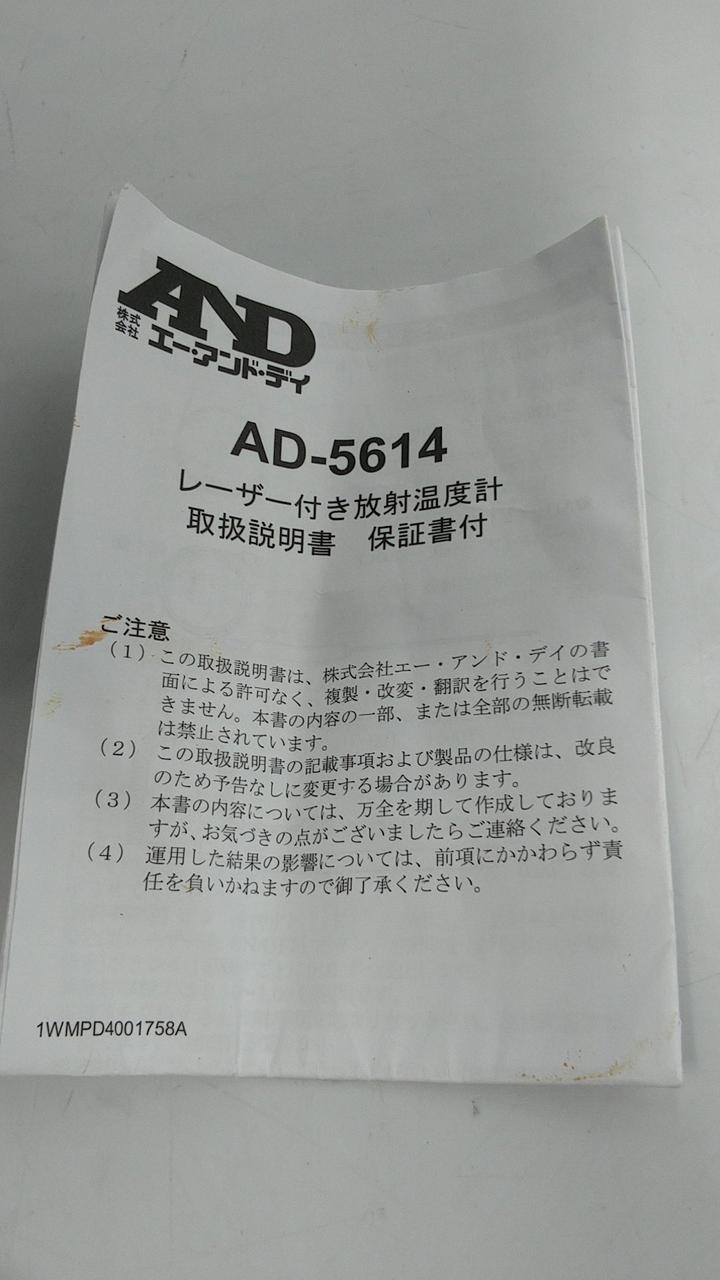 AND
株式
会社
エー・アンド・デイ
AD-5614
レーザー付き放射温度計
取扱説明書 保証書付
ご注意
(1) この取扱説明書は、株式会社エー・アンド・デイの書
面による許可なく、複製・改変・翻訳を行うことはで
きません。本書の内容の一部、または全部の無断転載
は禁止されています。
(2) この取扱説明書の記載事項および製品の仕様は、改良
のため予告なしに変更する場合があります。
(3) 本書の内容については、万全を期して作成しておりま
すが、お気づきの点がございましたらご連絡ください。
(4) 運用した結果の影響については、前項にかかわらず責
任を負いかねますので御了承ください。
1WMPD4001758A